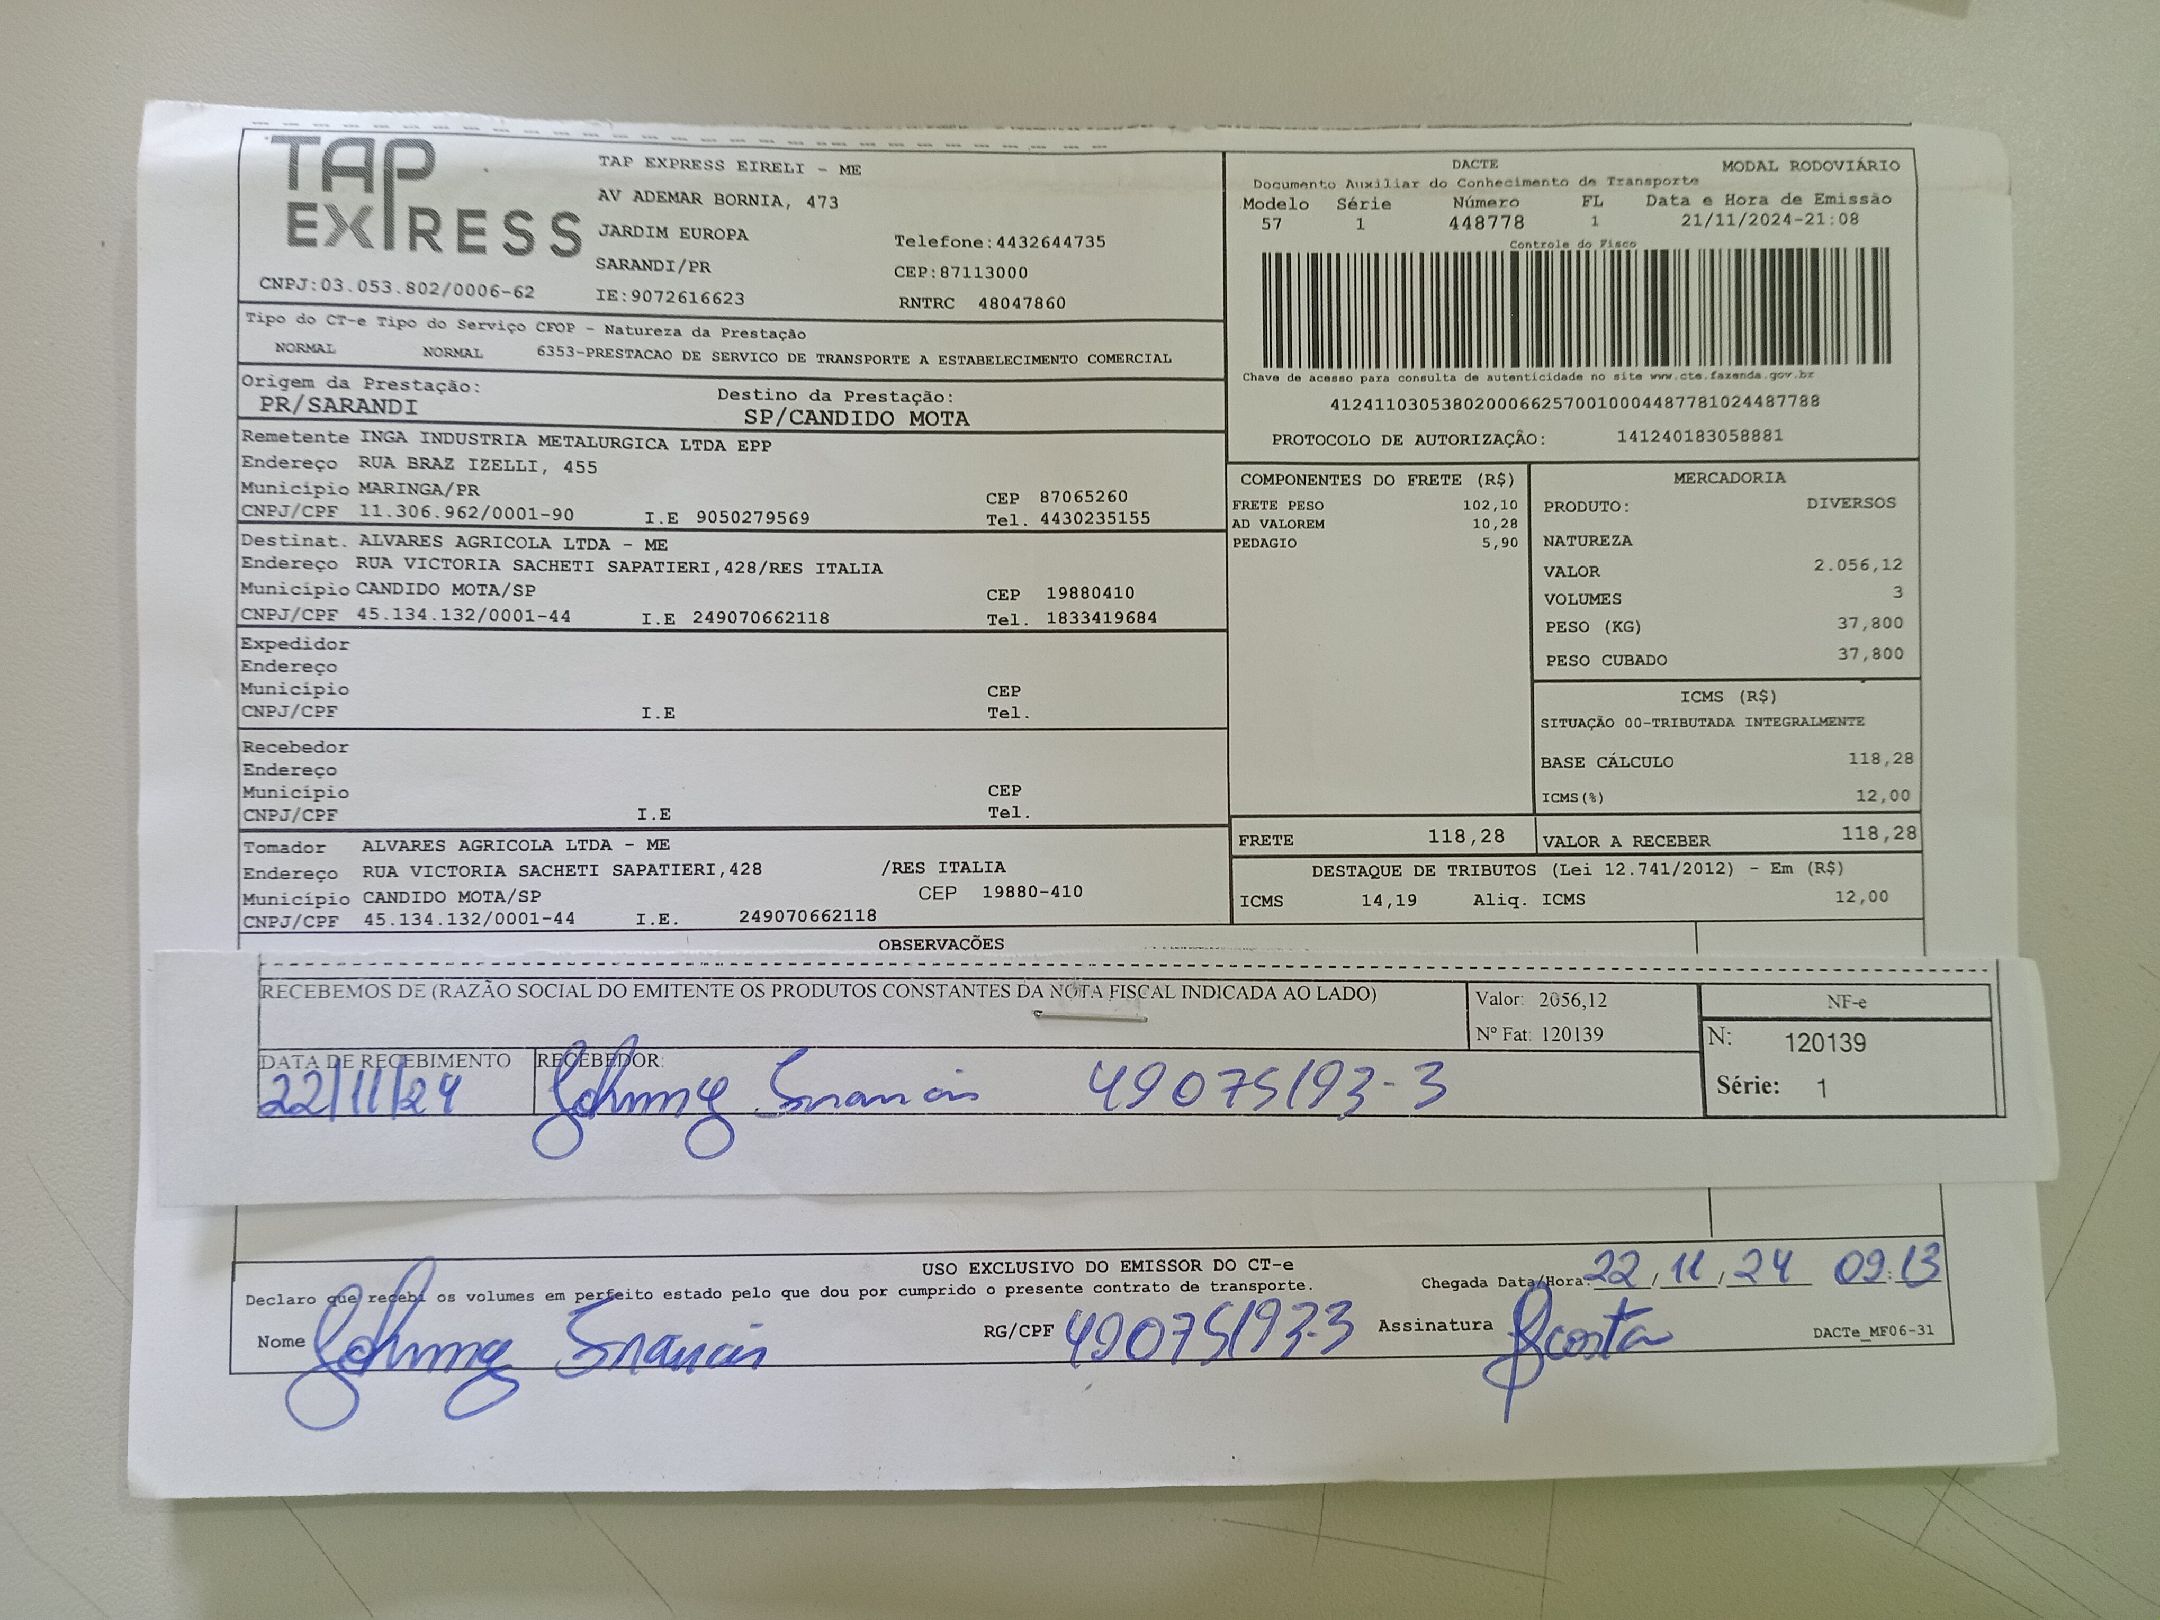 TAP EXPRESS
TAP EXPRESS EIRELI - ME
AV ADEMAR BORNIA, 473
JARDIM EUROPA
SARANDI/PR
Telefone:4432644735
CEP:87113000
CNPJ:03.053.802/0006-62
IE:9072616623
RNTRC 48047860
Tipo do CT-e Tipo do Serviço CFOP - Natureza da Prestação
NORMAL NORMAL 6353-PRESTACAO DE SERVICO DE TRANSPORTE A ESTABELECIMENTO COMERCIAL
Origem da Prestação: Destino da Prestação:
PR/SARANDI SP/CANDIDO MOTA
Remetente INGA INDUSTRIA METALURGICA LTDA EPP
Endereço RUA BRAZ IZELLI, 455
Município MARINGA/PR CEP 87065260
CNPJ/CPF 11.306.962/0001-90 I.E 9050279569 Tel. 4430235155
Destinat. ALVARES AGRICOLA LTDA - ME
Endereço RUA VICTORIA SACHETI SAPATIERI,428/RES ITALIA
Município CANDIDO MOTA/SP CEP 19880410
CNPJ/CPF 45.134.132/0001-44 I.E 249070662118 Tel. 1833419684
Expedidor
Endereço
Município CEP
CNPJ/CPF I.E Tel.
Recebedor
Endereço
Município CEP
CNPJ/CPF I.E Tel.
Tomador ALVARES AGRICOLA LTDA - ME
Endereço RUA VICTORIA SACHETI SAPATIERI,428 /RES ITALIA
Município CANDIDO MOTA/SP CEP 19880-410
CNPJ/CPF 45.134.132/0001-44 I.E. 249070662118
DACTE MODAL RODOVIÁRIO
Documento Auxiliar do Conhecimento de Transporte
Modelo Série Número FL Data e Hora de Emissão
57 1 448778 1 21/11/2024-21:08
Controle do Fisco
Chave de acesso para consulta de autenticidade no site www.cte.fazenda.gov.br
41241103053802000662570010004487781024487788
PROTOCOLO DE AUTORIZAÇÃO: 141240183058881
COMPONENTES DO FRETE (R$)
FRETE PESO 102,10
AD VALOREM 10,28
PEDAGIO 5,90
MERCADORIA
PRODUTO: DIVERSOS
NATUREZA
VALOR 2.056,12
VOLUMES 3
PESO (KG) 37,800
PESO CUBADO 37,800
ICMS (R$)
SITUAÇÃO 00-TRIBUTADA INTEGRALMENTE
BASE CÁLCULO 118,28
ICMS(%) 12,00
FRETE 118,28 VALOR A RECEBER 118,28
DESTAQUE DE TRIBUTOS (Lei 12.741/2012) - Em (R$)
ICMS 14,19 Aliq. ICMS 12,00
OBSERVACÕES
RECEBEMOS DE (RAZÃO SOCIAL DO EMITENTE OS PRODUTOS CONSTANTES DA NOTA FISCAL INDICADA AO LADO)
Valor: 2056,12
Nº Fat: 120139
NF-e
N: 120139
Série: 1
DATA DE RECEBIMENTO RECEBEDOR:
22/11/24 Johnny 49075193-3
USO EXCLUSIVO DO EMISSOR DO CT-e
Declaro que recebi os volumes em perfeito estado pelo que dou por cumprido o presente contrato de transporte.
Chegada Data/Hora: 22/11/24 09:13
Nome Johnny RG/CPF 49075193-3 Assinatura
DACTe_MF06-31